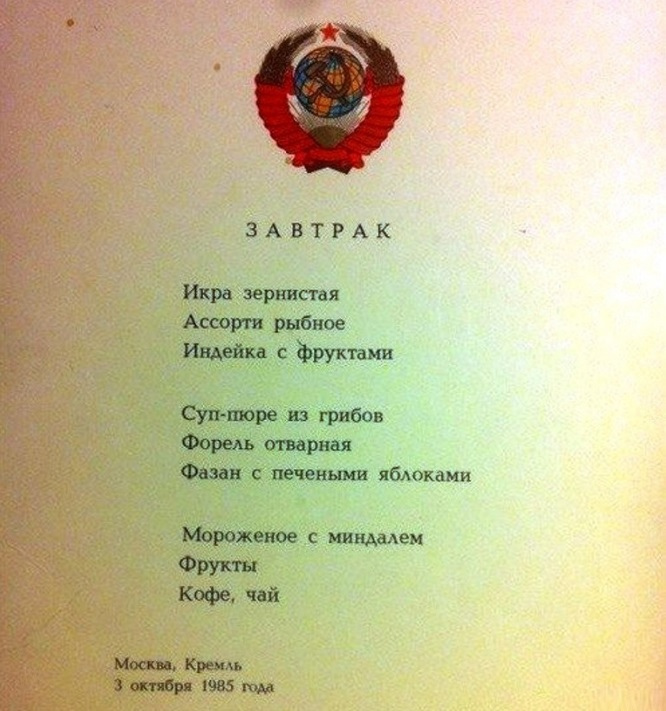 ЗАВТРАК
Икра зернистая
Ассорти рыбное
Индейка с фруктами
Суп-пюре из грибов
Форель отварная
Фазан с печеными яблоками
Мороженое с миндалем
Фрукты
Кофе, чай
Москва, Кремль
3 октября 1985 года